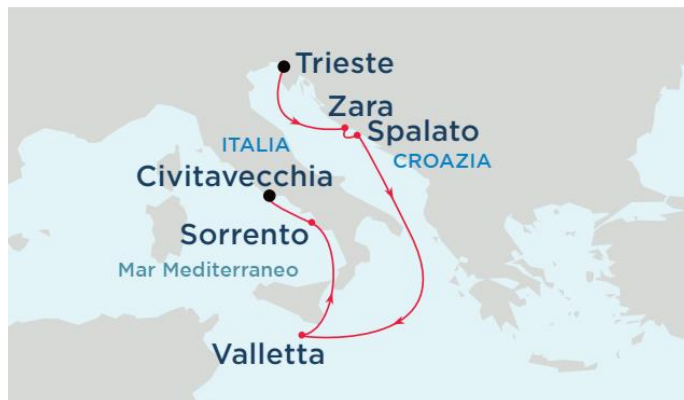 Trieste
Zara
Spalato
ITALIA
CROAZIA
Civitavecchia
Sorrento
Mar Mediterraneo
Valletta